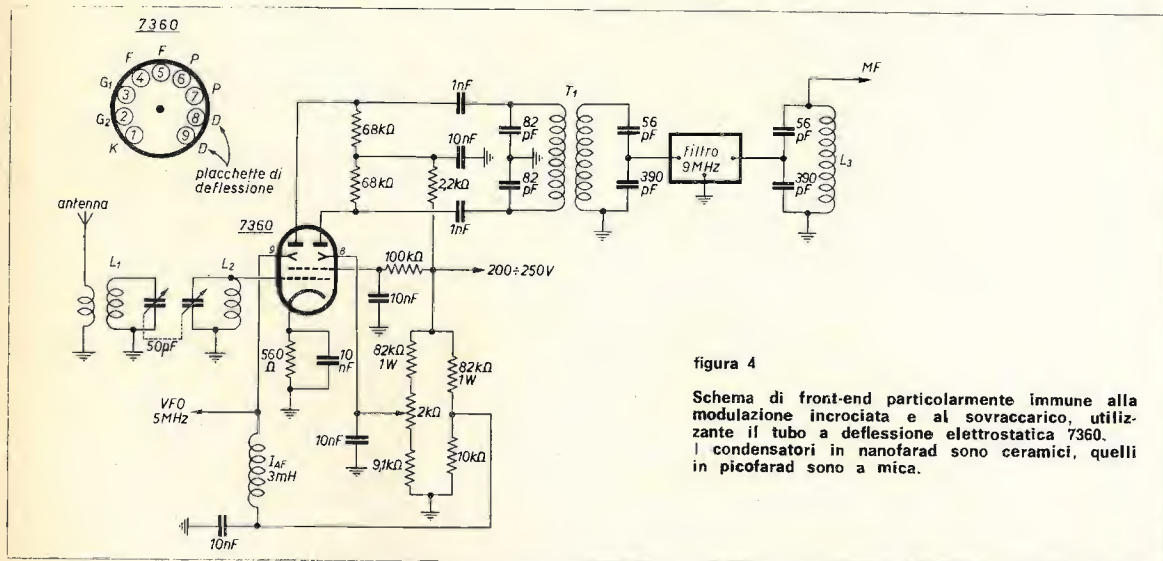 7360
F
F
P
P
D
D
G1
G2
K
3
4
5
6
7
2
8
1
9
placchette di
deflessione
antenna
7360
9
8
L1
L2
50pF
VFO
5MHz
IAF
3mH
10nF
560
Ω
10
nF
10nF
68kΩ
68kΩ
1nF
10nF
2,2kΩ
1nF
82
pF
82
pF
T1
56
pF
390
pF
filtro
9MHz
56
pF
390
pF
L3
MF
100kΩ
200÷250V
10nF
82kΩ
1W
82kΩ
1W
2kΩ
9,1kΩ
10kΩ
figura 4
Schema di front-end particolarmente immune alla
modulazione incrociata e al sovraccarico, utiliz-
zante il tubo a deflessione elettrostatica 7360.
I condensatori in nanofarad sono ceramici, quelli
in picofarad sono a mica.